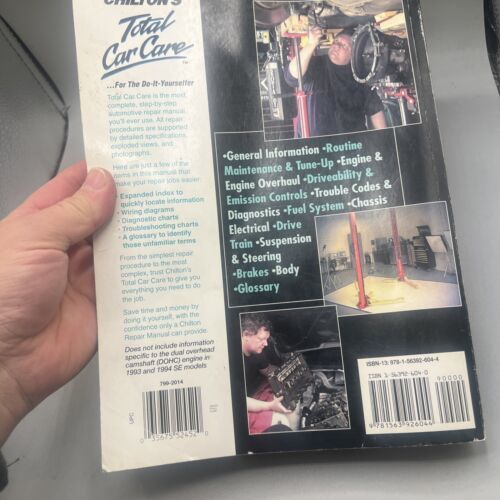 CHILTON'S
Total
Car Care
...For The Do-It-Yourselfer
Total Car Care is the most
complete, step-by-step
automotive repair manual
you'll ever use. All repair
procedures are supported
by detailed specifications,
exploded views, and
photographs.
Here are just a few of the
items in this manual that
make your repair jobs easier:
• Expanded index to
quickly locate information
• Wiring diagrams
• Diagnostic charts
• Troubleshooting charts
• A glossary to identify
those unfamiliar terms
From the simplest repair
procedure to the most
complex, trust Chilton's
Total Car Care to give you
everything you need to do
the job.
Save time and money by
doing it yourself, with the
confidence only a Chilton
Repair Manual can provide.
Does not include information
specific to the dual overhead
camshaft (DOHC) engine in
1993 and 1994 SE models
799-2014
UPC
0 35675 52452 0
•General Information •Routine
Maintenance & Tune-Up •Engine &
Engine Overhaul •Driveability &
Emission Controls •Trouble Codes &
Diagnostics •Fuel System •Chassis
Electrical •Drive
Train •Suspension
& Steering
•Brakes •Body
•Glossary
ISBN-13: 978-1-56392-604-4
ISBN 1-56392-604-0
90000
9 781563 926044